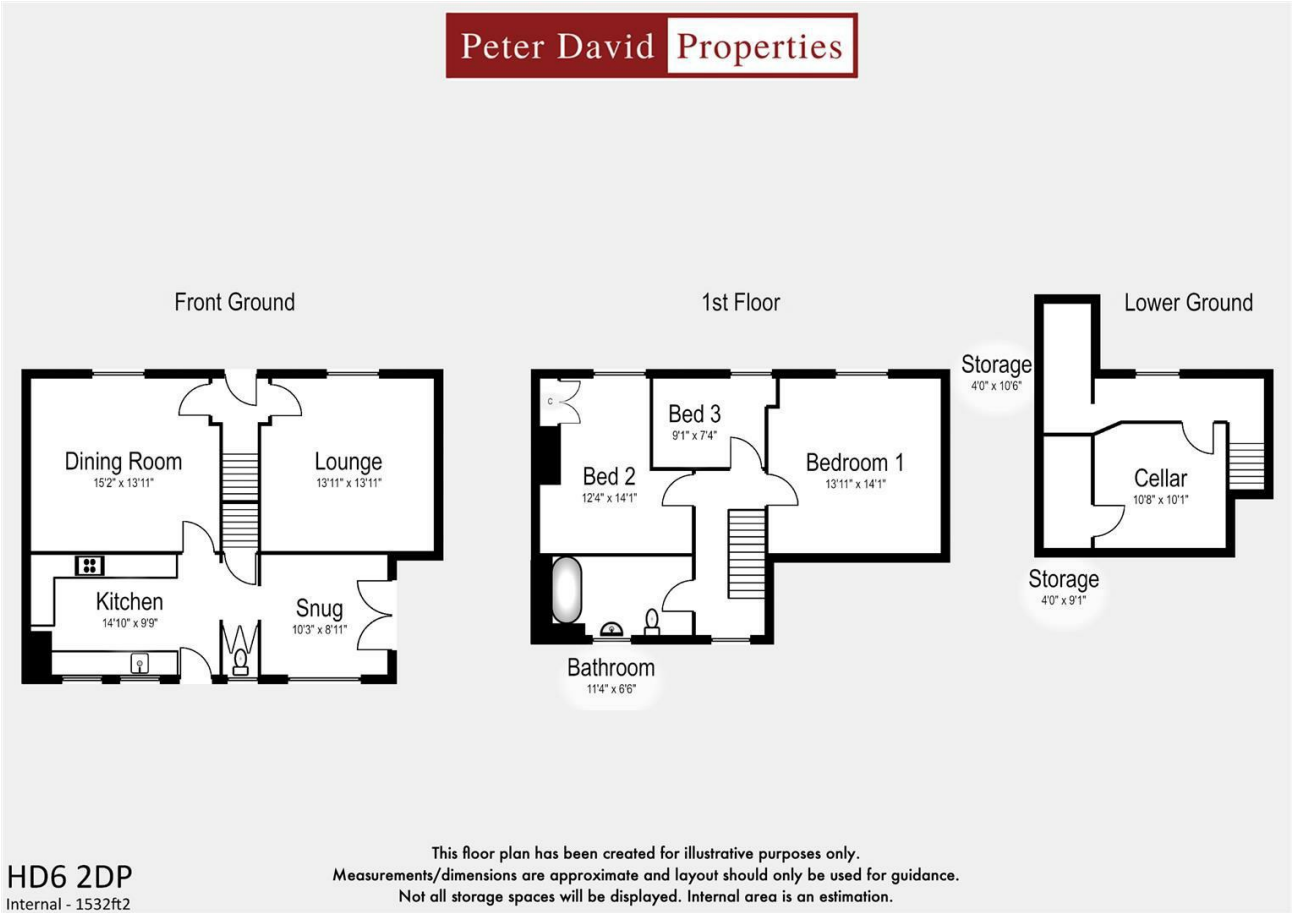 Peter David Properties
Front Ground
1st Floor
Lower Ground
Dining Room
15'2" x 13'11"
Lounge
13'11" x 13'11"
Kitchen
14'10" x 9'9"
Snug
10'3" x 8'11"
C
Bed 3
9'1" x 7'4"
Bed 2
12'4" x 14'1"
Bedroom 1
13'11" x 14'1"
Bathroom
11'4" x 6'6"
Storage
4'0" x 10'6"
Cellar
10'8" x 10'1"
Storage
4'0" x 9'1"
HD6 2DP
Internal - 1532ft2
This floor plan has been created for illustrative purposes only.
Measurements/dimensions are approximate and layout should only be used for guidance.
Not all storage spaces will be displayed. Internal area is an estimation.